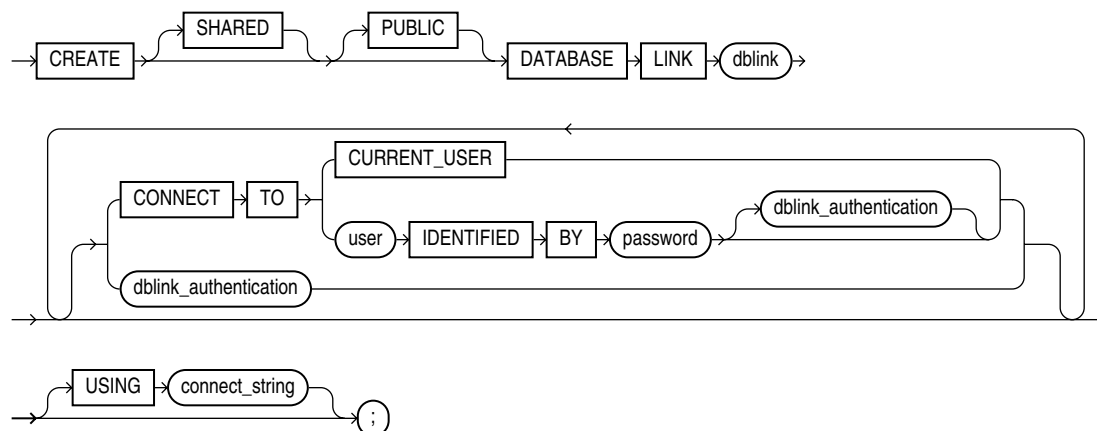 SHARED PUBLIC
CREATE DATABASE LINK dblink
CURRENT_USER
CONNECT TO dblink_authentication
user IDENTIFIED BY password
dblink_authentication
USING connect_string
;